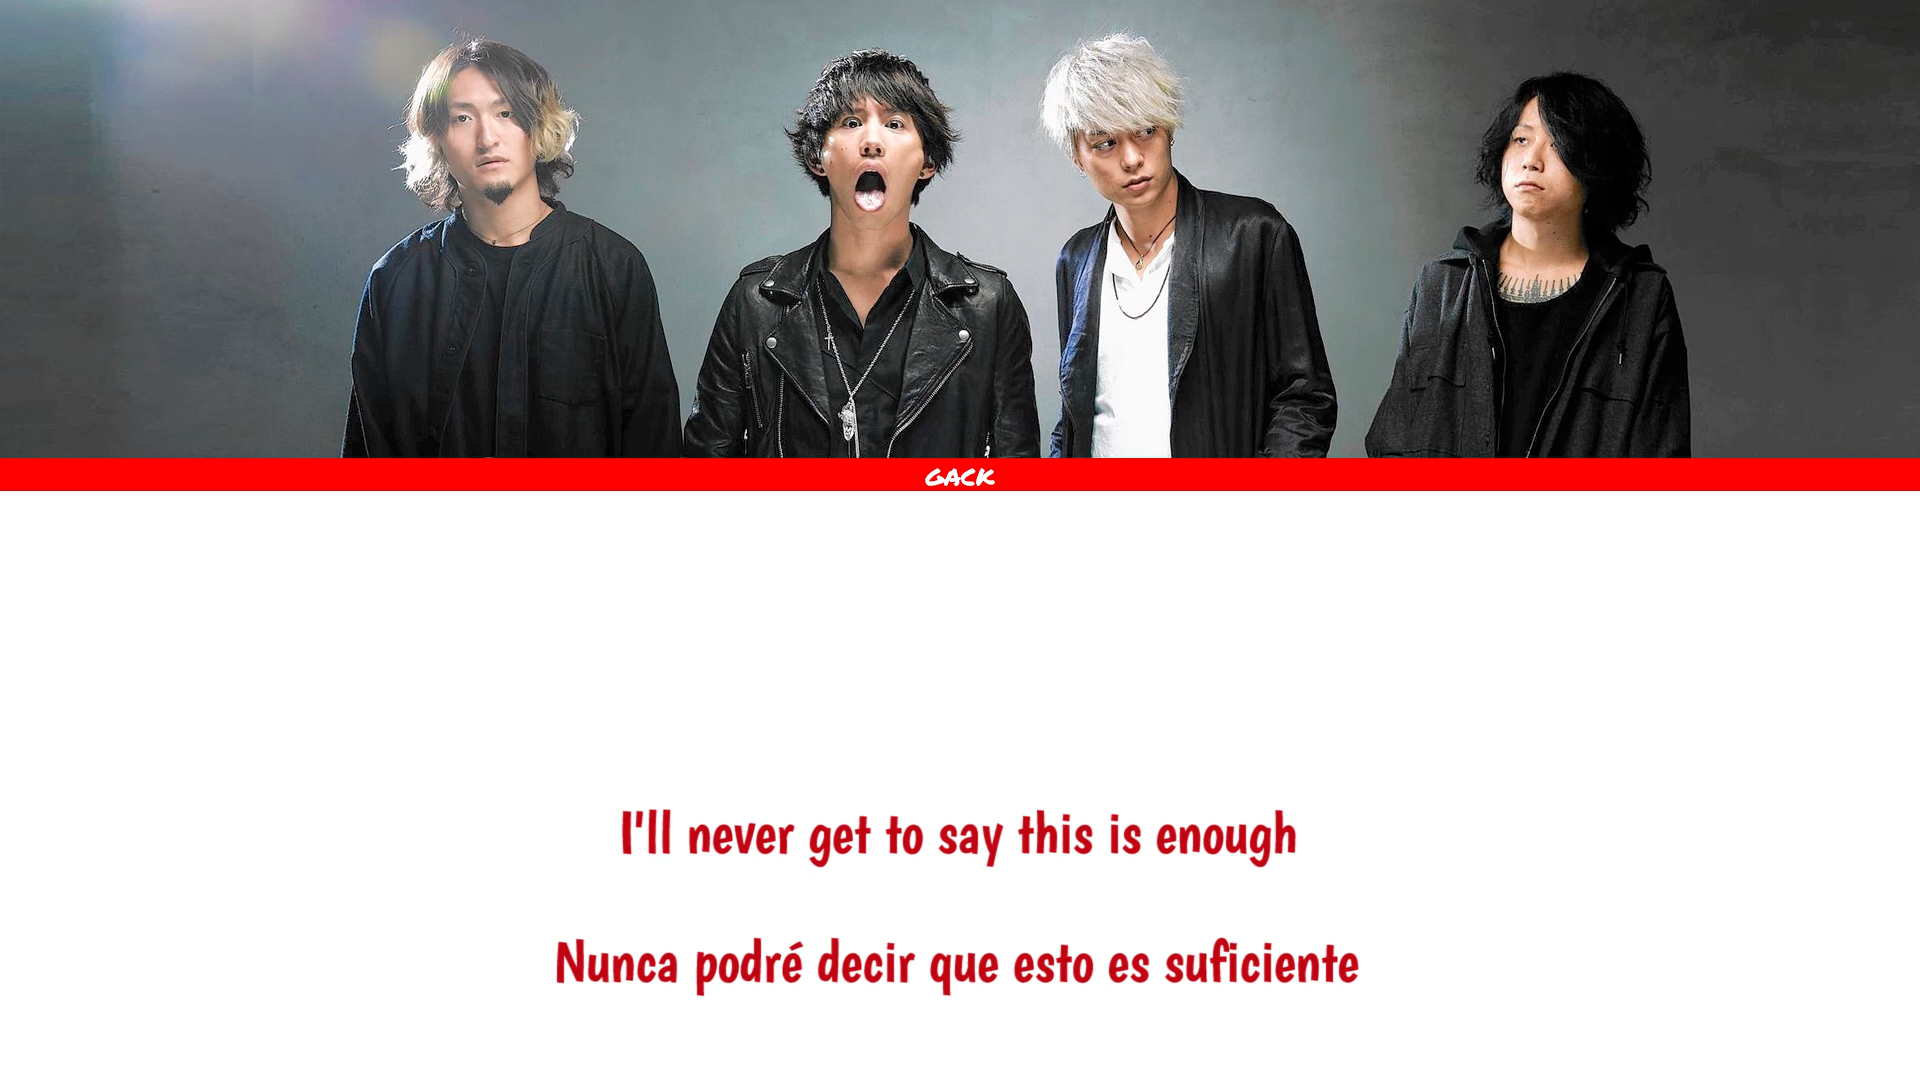 GACK
I'll never get to say this is enough
Nunca podré decir que esto es suficiente